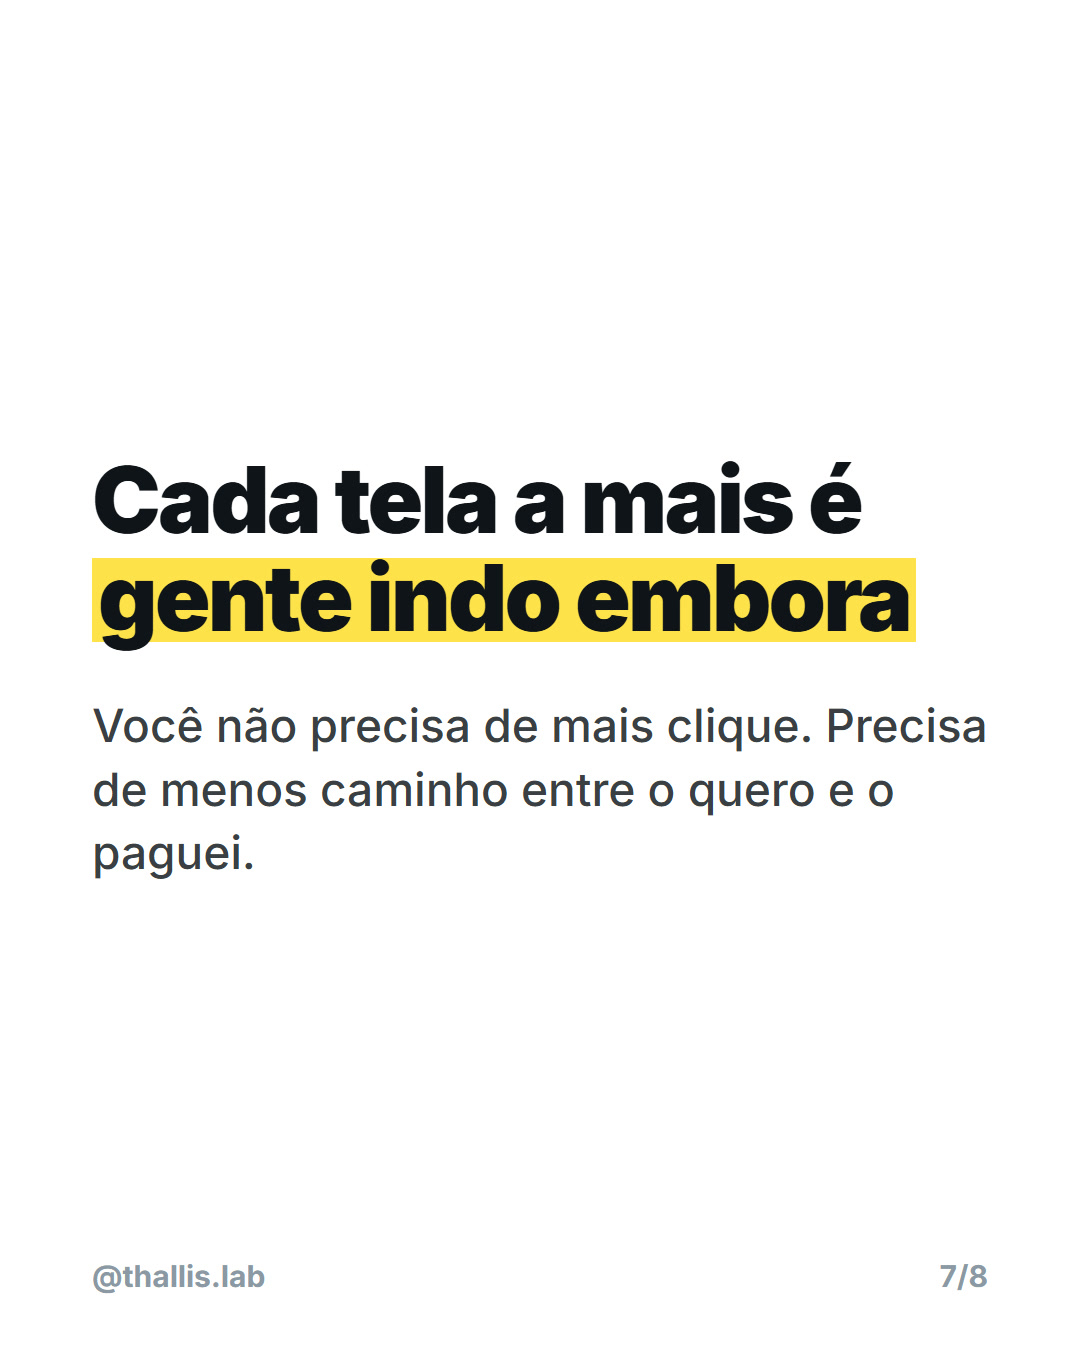 Cada tela a mais é
gente indo embora
Você não precisa de mais clique. Precisa
de menos caminho entre o quero e o
paguei.
@thallis.lab
7/8